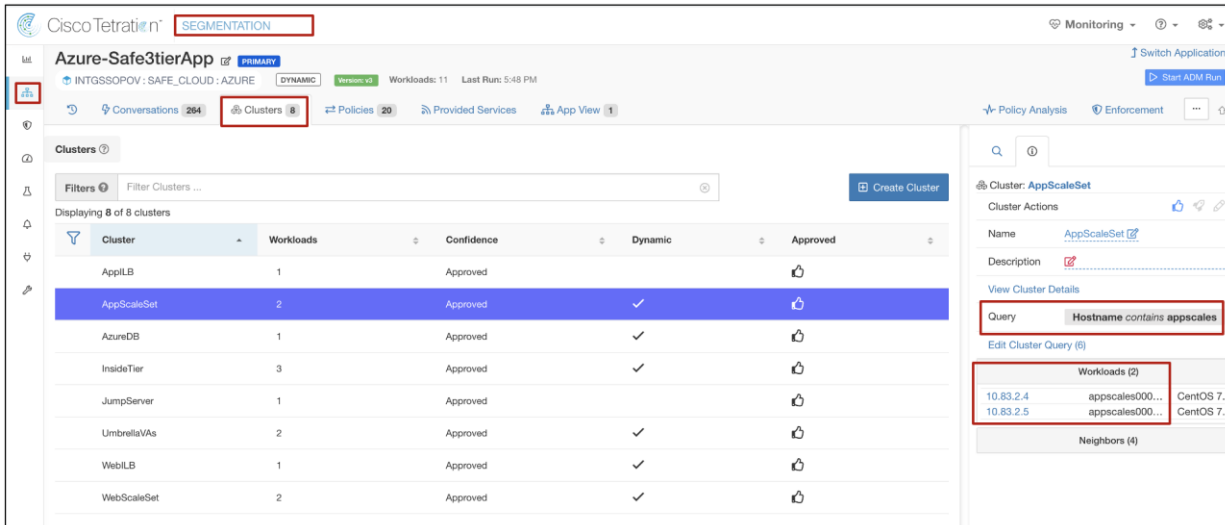 Cisco Tetration™ SEGMENTATION Monitoring
Azure-Safe3tierApp PRIMARY Switch Application
INTGSSOPOV : SAFE_CLOUD : AZURE DYNAMIC Version: v3 Workloads: 11 Last Run: 5:48 PM Start ADM Run
Conversations 264 Clusters 8 Policies 20 Provided Services App View 1 Policy Analysis Enforcement ...
Clusters
Filters Filter Clusters ... Create Cluster
Displaying 8 of 8 clusters
Cluster Workloads Confidence Dynamic Approved
AppILB 1 Approved
AppScaleSet 2 Approved
AzureDB 1 Approved
InsideTier 3 Approved
JumpServer 1 Approved
UmbrellaVAs 2 Approved
WebILB 1 Approved
WebScaleSet 2 Approved
Cluster: AppScaleSet
Cluster Actions
Name AppScaleSet
Description
View Cluster Details
Query Hostname contains appscales
Edit Cluster Query (6)
Workloads (2)
10.83.2.4 appscales000... CentOS 7.
10.83.2.5 appscales000... CentOS 7.
Neighbors (4)